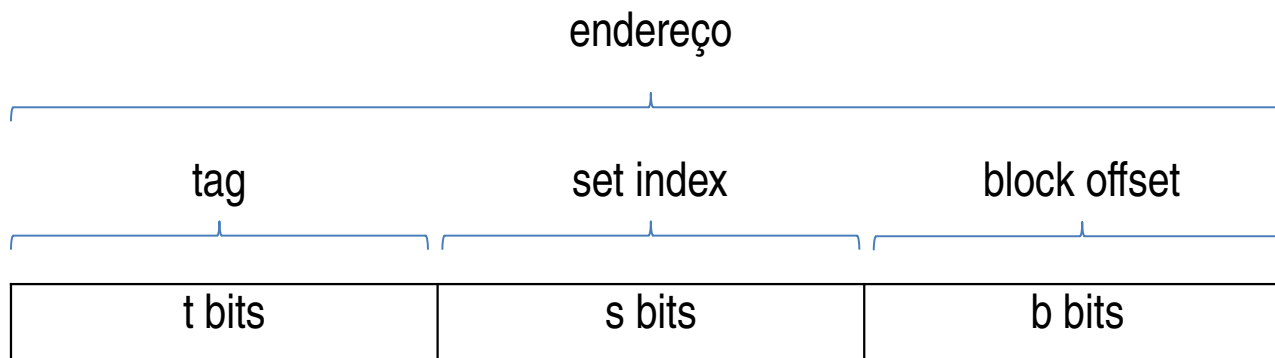 endereço
tag set index block offset
t bits s bits b bits